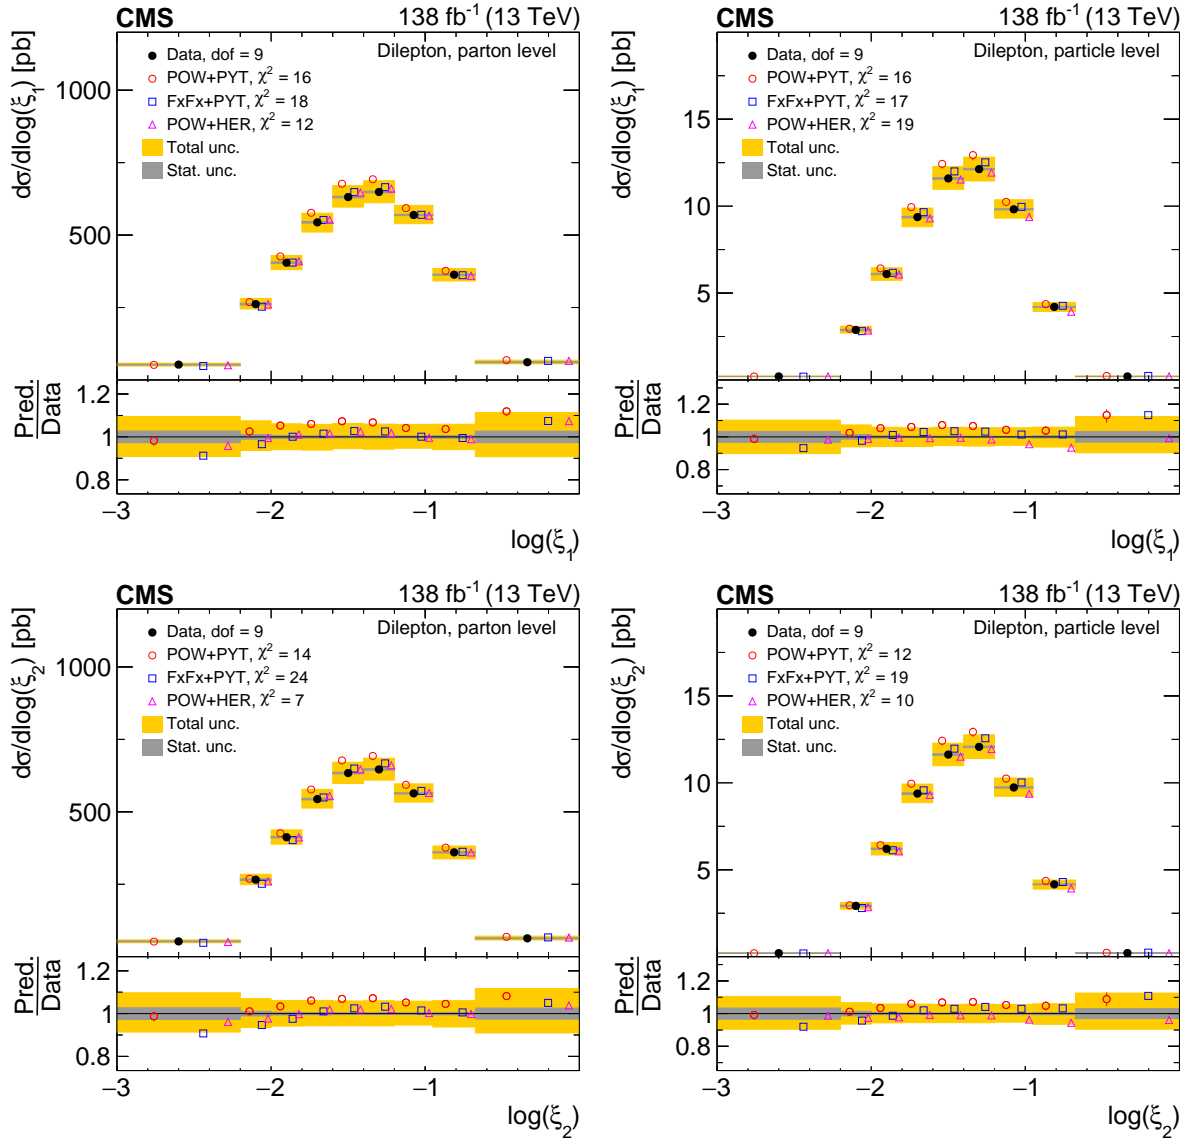 CMS 138 fb⁻¹ (13 TeV)
dσ/dlog(ξ₁) [pb]
Dilepton, parton level
Data, dof = 9
POW+PYT, χ² = 16
FxFx+PYT, χ² = 18
POW+HER, χ² = 12
Total unc.
Stat. unc.
1000
500
Pred.
Data
1.2
1
0.8
−3 −2 −1
log(ξ₁)
CMS 138 fb⁻¹ (13 TeV)
dσ/dlog(ξ₁) [pb]
Dilepton, particle level
Data, dof = 9
POW+PYT, χ² = 16
FxFx+PYT, χ² = 17
POW+HER, χ² = 19
Total unc.
Stat. unc.
15
10
5
Pred.
Data
1.2
1
0.8
−3 −2 −1
log(ξ₁)
CMS 138 fb⁻¹ (13 TeV)
dσ/dlog(ξ₂) [pb]
Dilepton, parton level
Data, dof = 9
POW+PYT, χ² = 14
FxFx+PYT, χ² = 24
POW+HER, χ² = 7
Total unc.
Stat. unc.
1000
500
Pred.
Data
1.2
1
0.8
−3 −2 −1
log(ξ₂)
CMS 138 fb⁻¹ (13 TeV)
dσ/dlog(ξ₂) [pb]
Dilepton, particle level
Data, dof = 9
POW+PYT, χ² = 12
FxFx+PYT, χ² = 19
POW+HER, χ² = 10
Total unc.
Stat. unc.
15
10
5
Pred.
Data
1.2
1
0.8
−3 −2 −1
log(ξ₂)